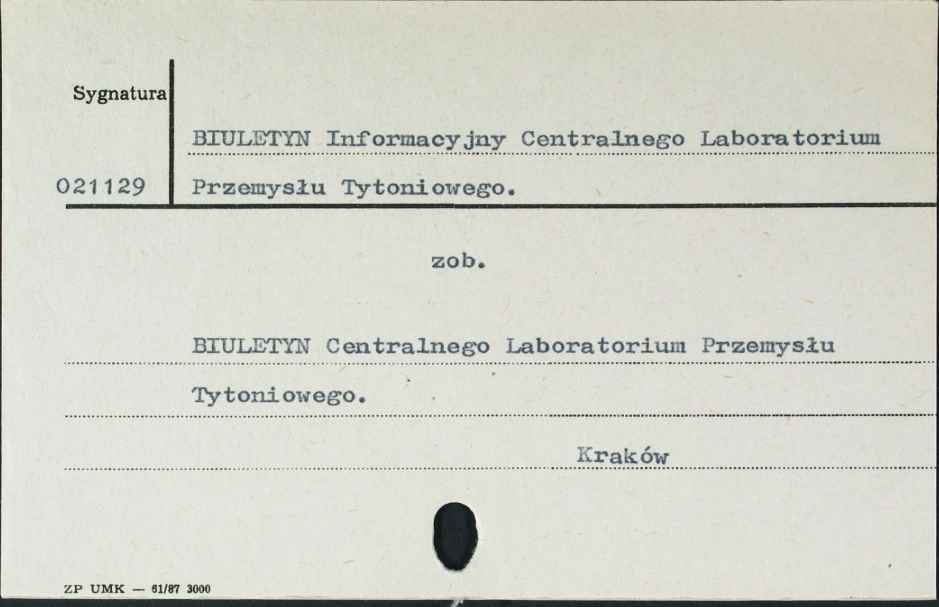 Sygnatura
BIULETYN Informacyjny Centralnego Laboratorium
021129 Przemysłu Tytoniowego.
zob.
BIULETYN Centralnego Laboratorium Przemysłu
Tytoniowego.
Kraków
ZP UMK — 61/87 3000